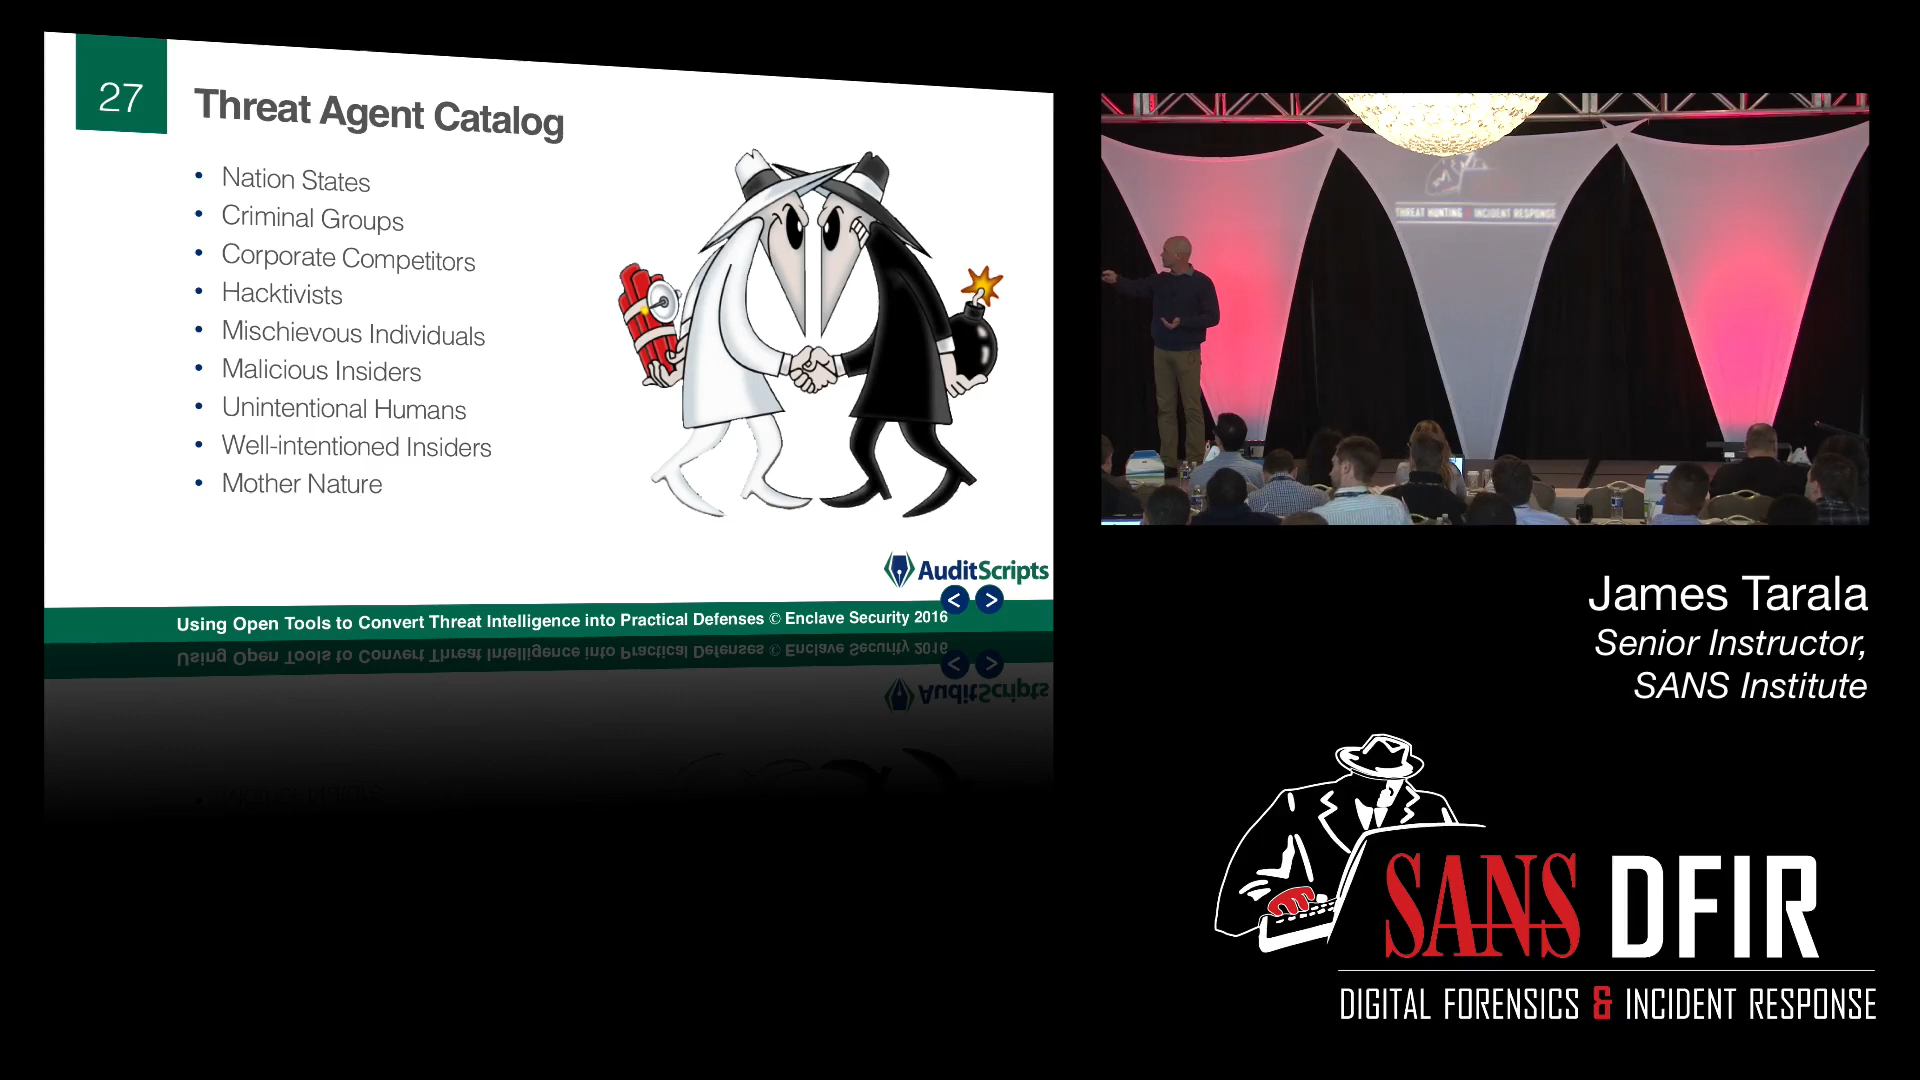 27
Threat Agent Catalog
• Nation States
• Criminal Groups
• Corporate Competitors
• Hacktivists
• Mischievous Individuals
• Malicious Insiders
• Unintentional Humans
• Well-intentioned Insiders
• Mother Nature
AuditScripts
< >
Using Open Tools to Convert Threat Intelligence into Practical Defenses © Enclave Security 2016
THREAT HUNTING & INCIDENT RESPONSE
James Tarala
Senior Instructor,
SANS Institute
SANS DFIR
DIGITAL FORENSICS & INCIDENT RESPONSE